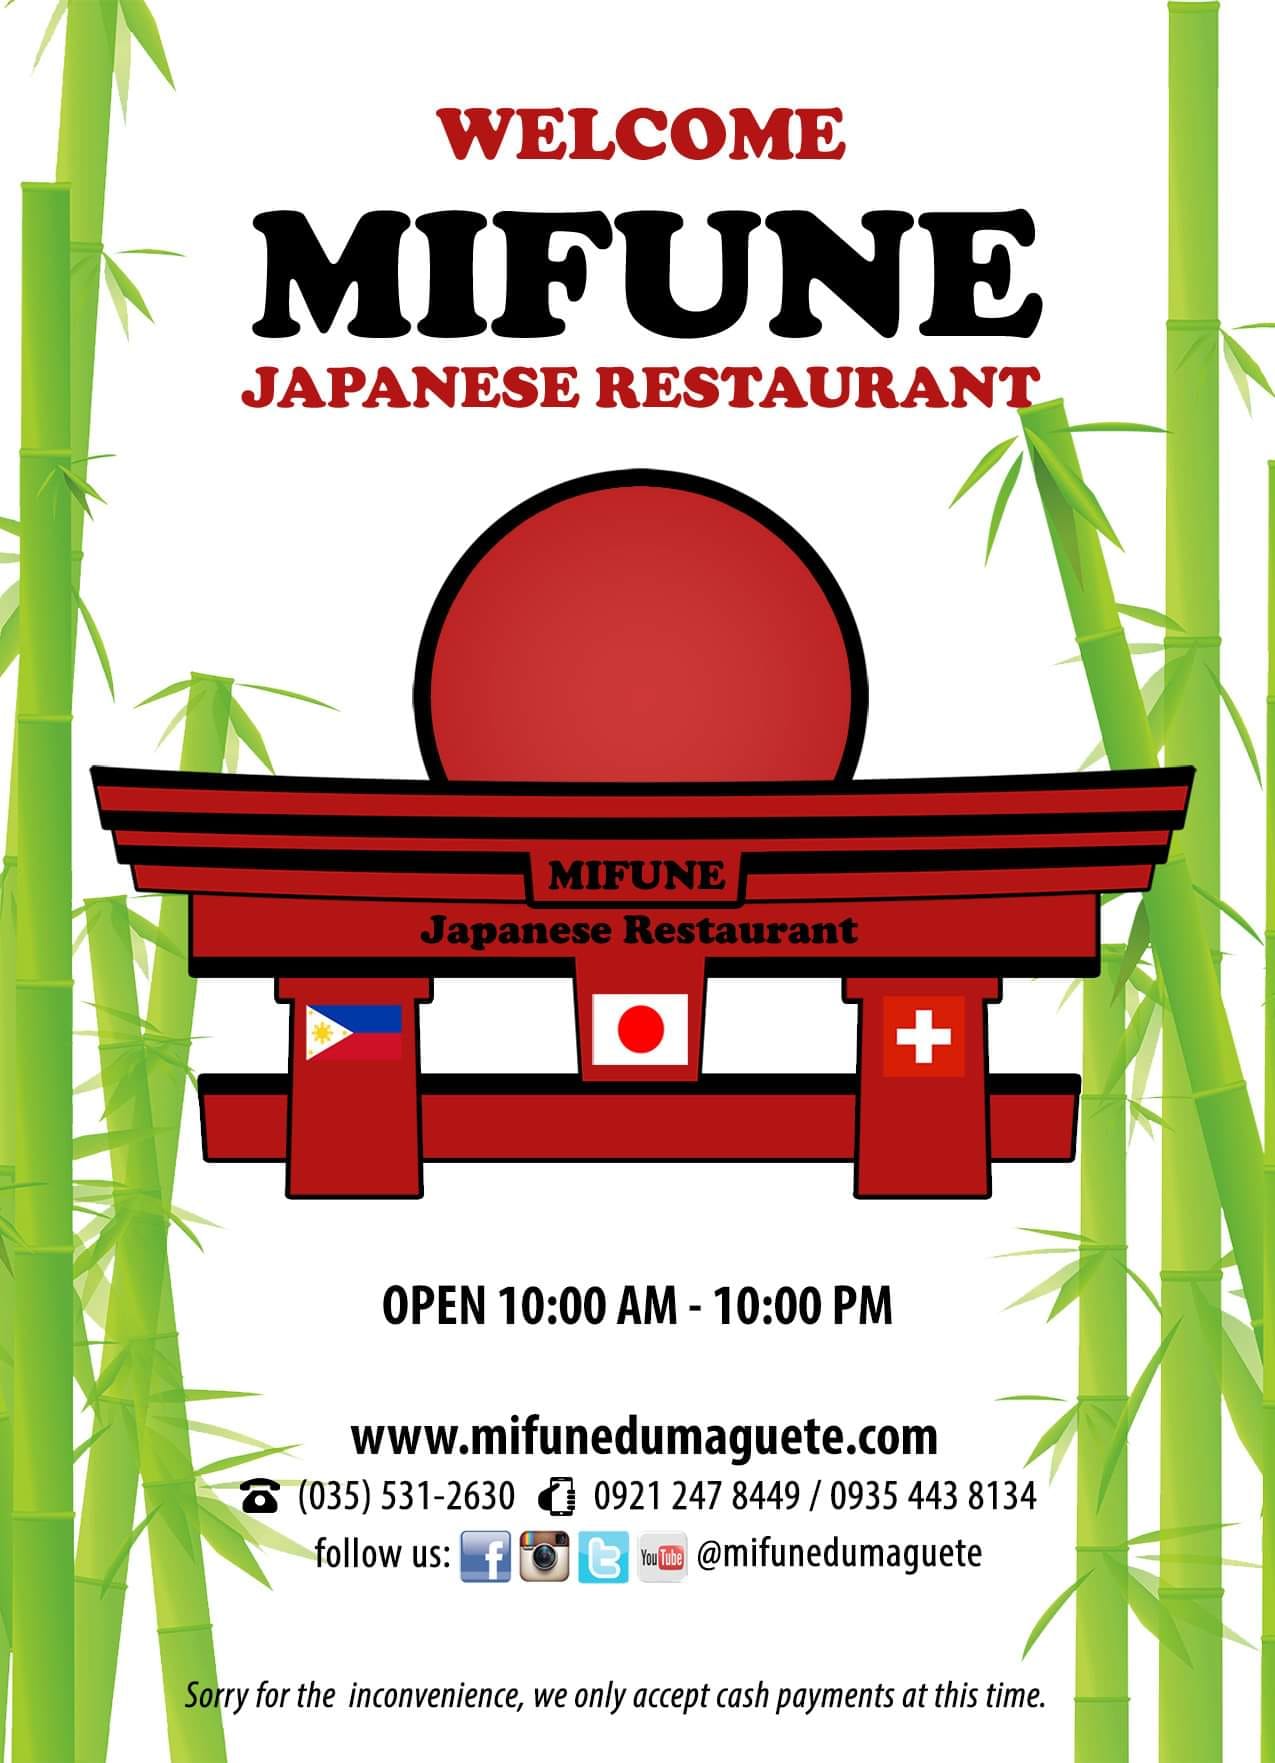 WELCOME
MIFUNE
JAPANESE RESTAURANT
MIFUNE
Japanese Restaurant
OPEN 10:00 AM - 10:00 PM
www.mifunedumaguete.com
(035) 531-2630 0921 247 8449 / 0935 443 8134
follow us: f t You Tube @mifunedumaguete
Sorry for the inconvenience, we only accept cash payments at this time.